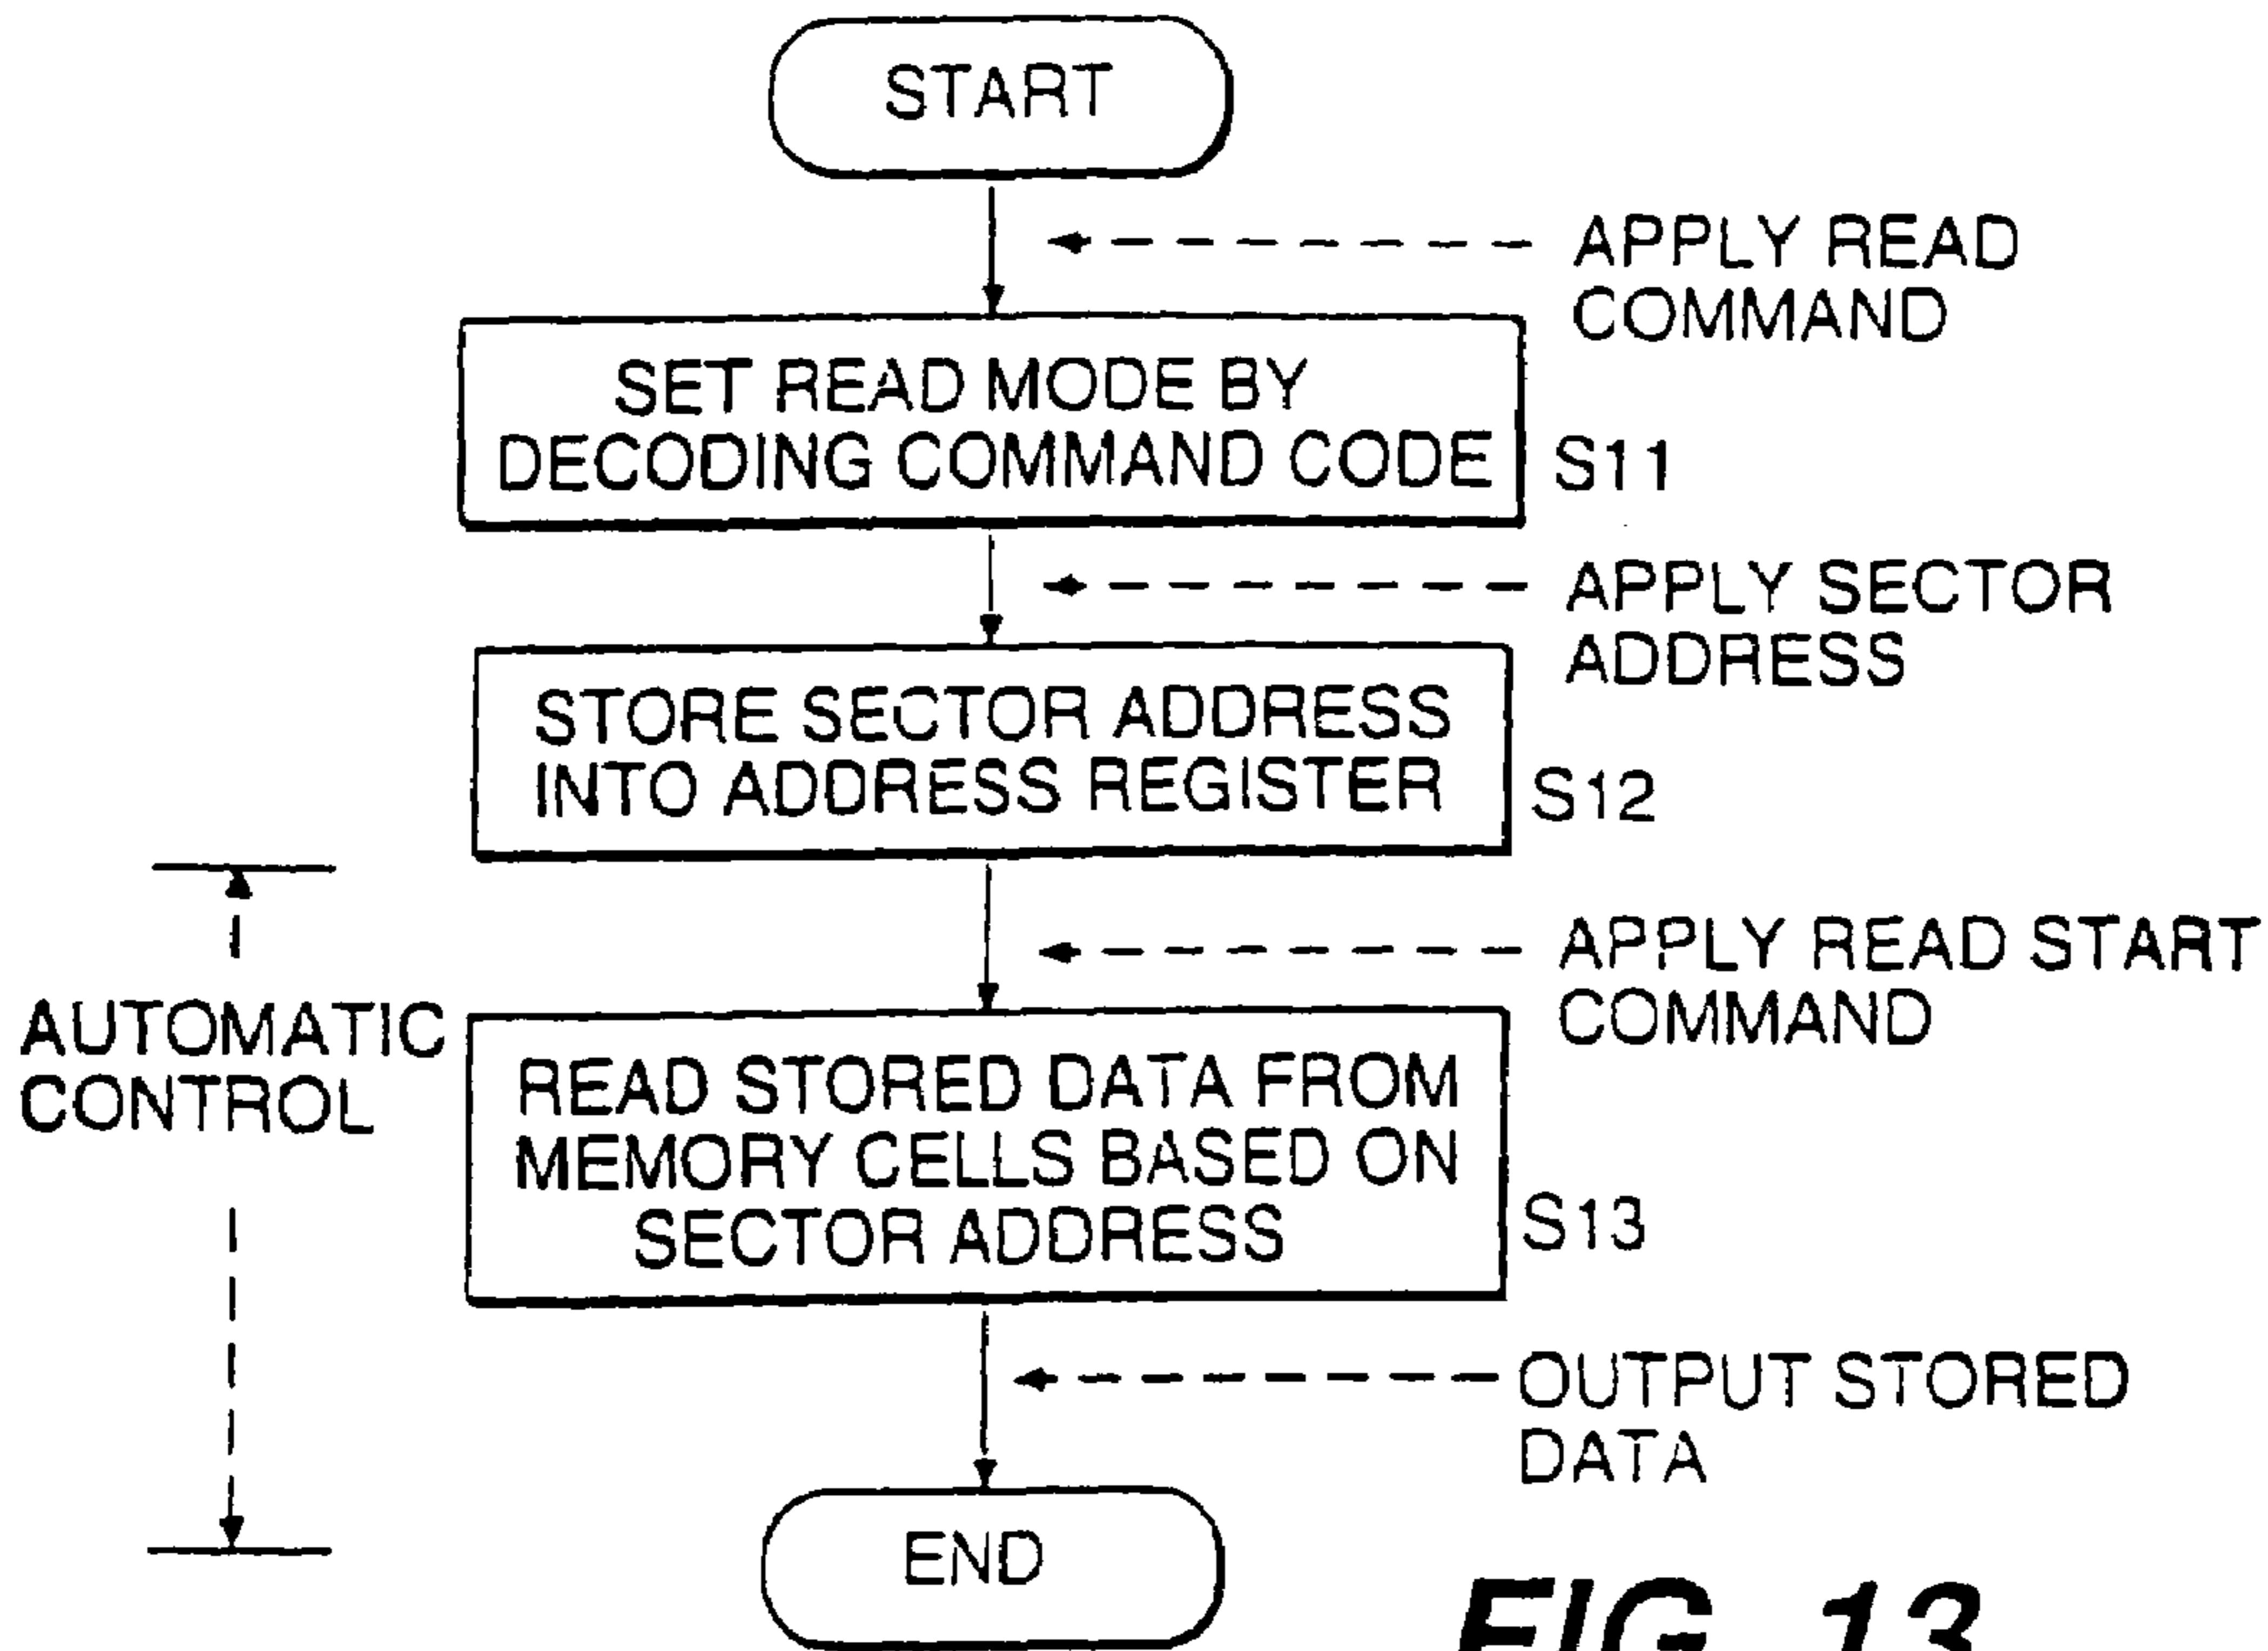 START
APPLY READ
COMMAND
SET READ MODE BY
DECODING COMMAND CODE
S11
APPLY SECTOR
ADDRESS
STORE SECTOR ADDRESS
INTO ADDRESS REGISTER
S12
APPLY READ START
COMMAND
AUTOMATIC
CONTROL
READ STORED DATA FROM
MEMORY CELLS BASED ON
SECTOR ADDRESS
S13
OUTPUT STORED
DATA
END
FIG. 13